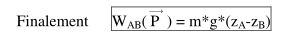 Finalement W_AB(P⃗) = m*g*(z_A-z_B)